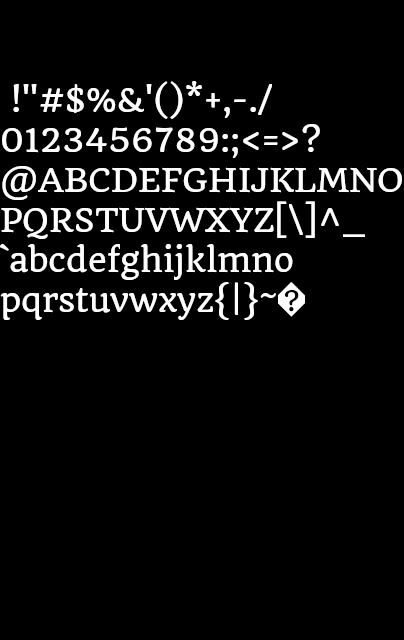 !"#$%&'()*+,-./
0123456789:;<=>?
@ABCDEFGHIJKLMNO
PQRSTUVWXYZ[\]^_
`abcdefghijklmno
pqrstuvwxyz{|}~�